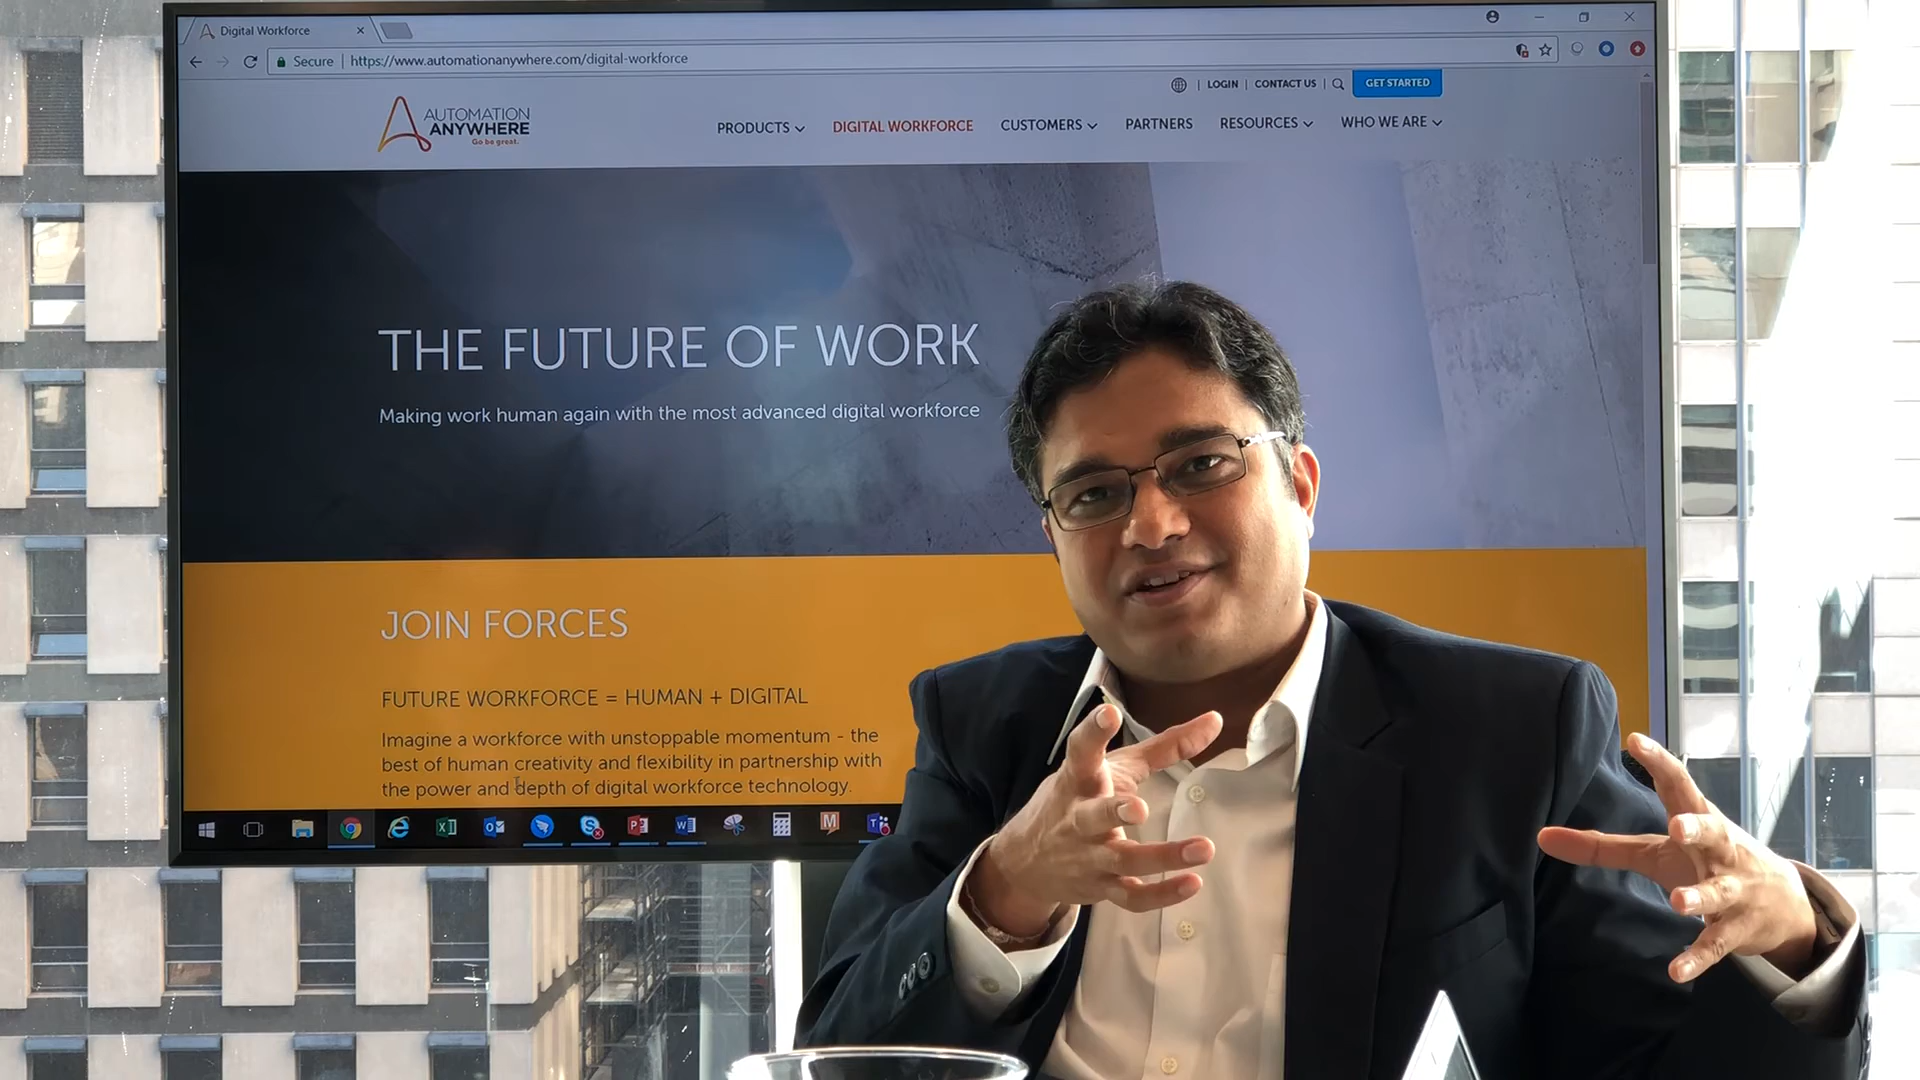 Digital Workforce
Secure | https://www.automationanywhere.com/digital-workforce
| LOGIN | CONTACT US | GET STARTED
AUTOMATION
ANYWHERE
Go be great.
PRODUCTS DIGITAL WORKFORCE CUSTOMERS PARTNERS RESOURCES WHO WE ARE
THE FUTURE OF WORK
Making work human again with the most advanced digital workforce
JOIN FORCES
FUTURE WORKFORCE = HUMAN + DIGITAL
Imagine a workforce with unstoppable momentum - the
best of human creativity and flexibility in partnership with
the power and depth of digital workforce technology.